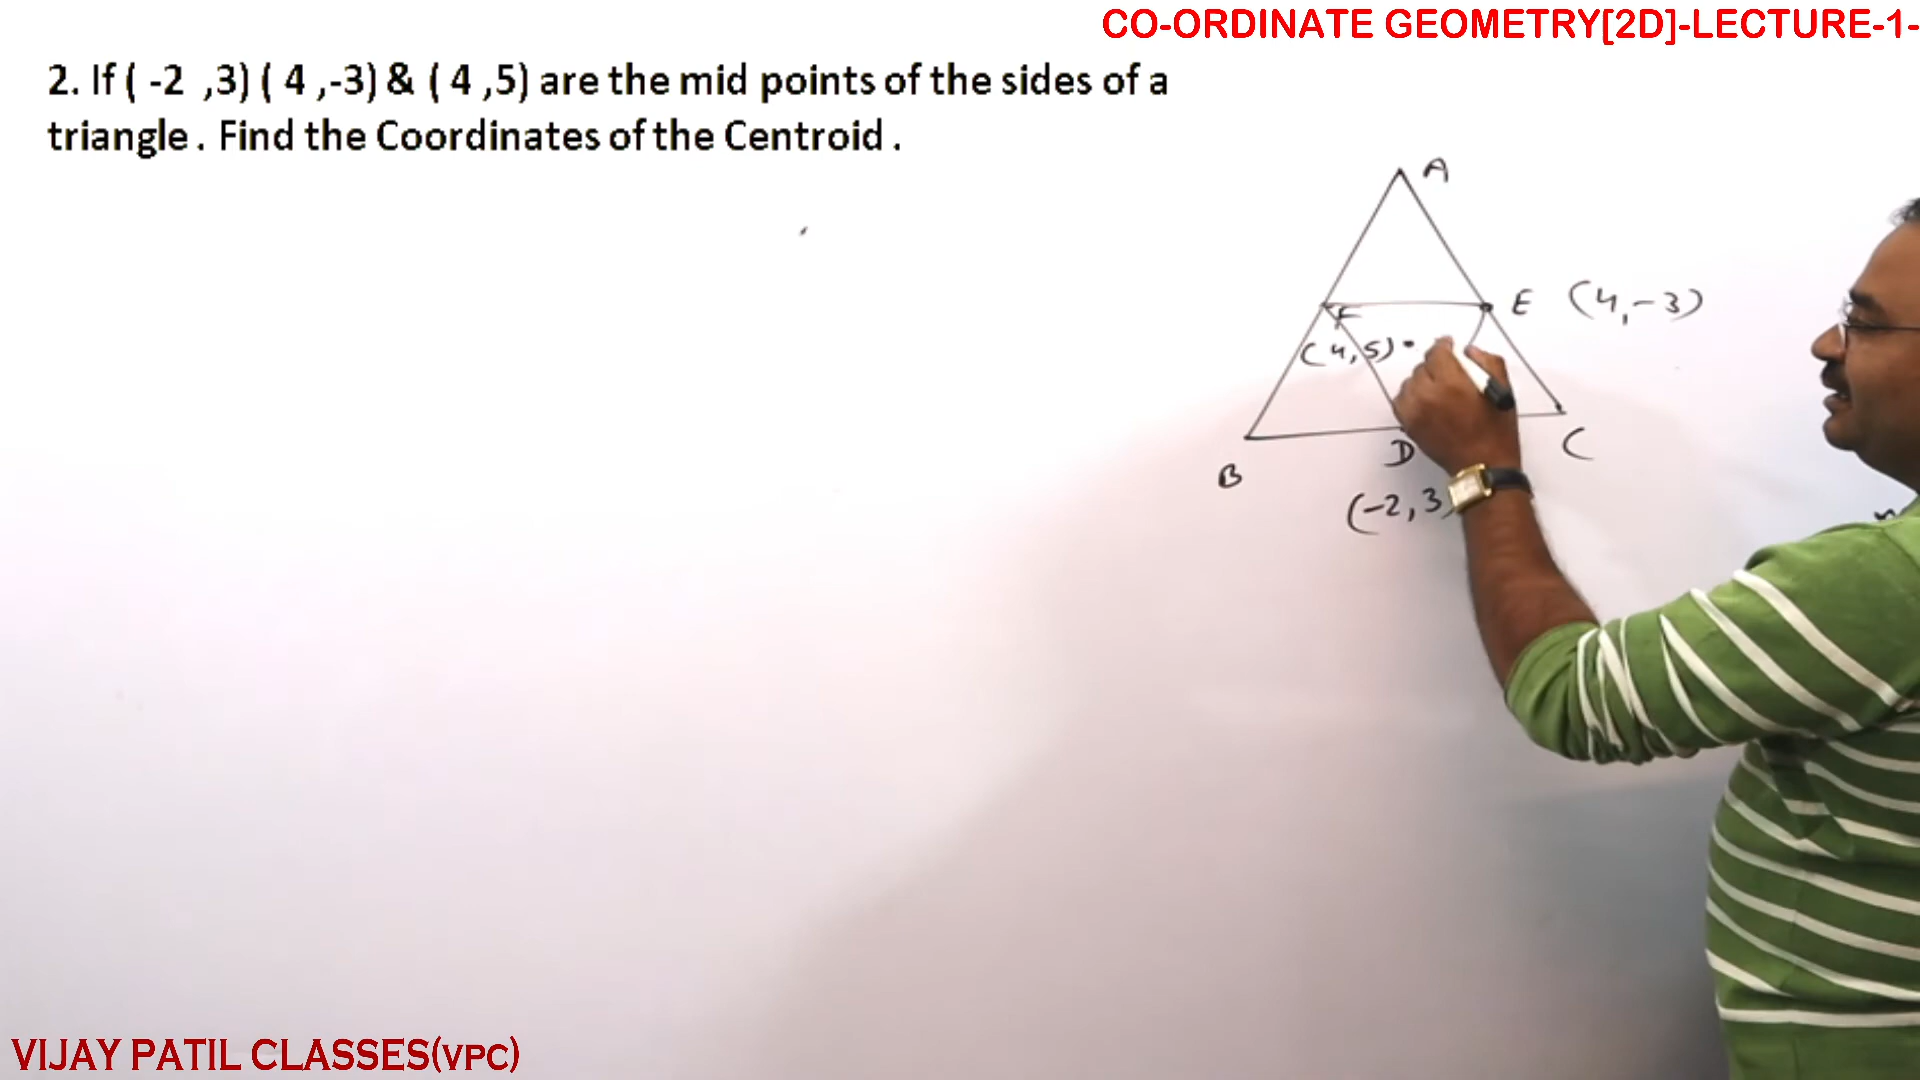 CO-ORDINATE GEOMETRY[2D]-LECTURE-1-
2. If ( -2 ,3) ( 4 ,-3) & ( 4 ,5) are the mid points of the sides of a
triangle . Find the Coordinates of the Centroid .
A
E (4,-3)
F
(4,5)
B
D
C
(-2,3
VIJAY PATIL CLASSES(VPC)